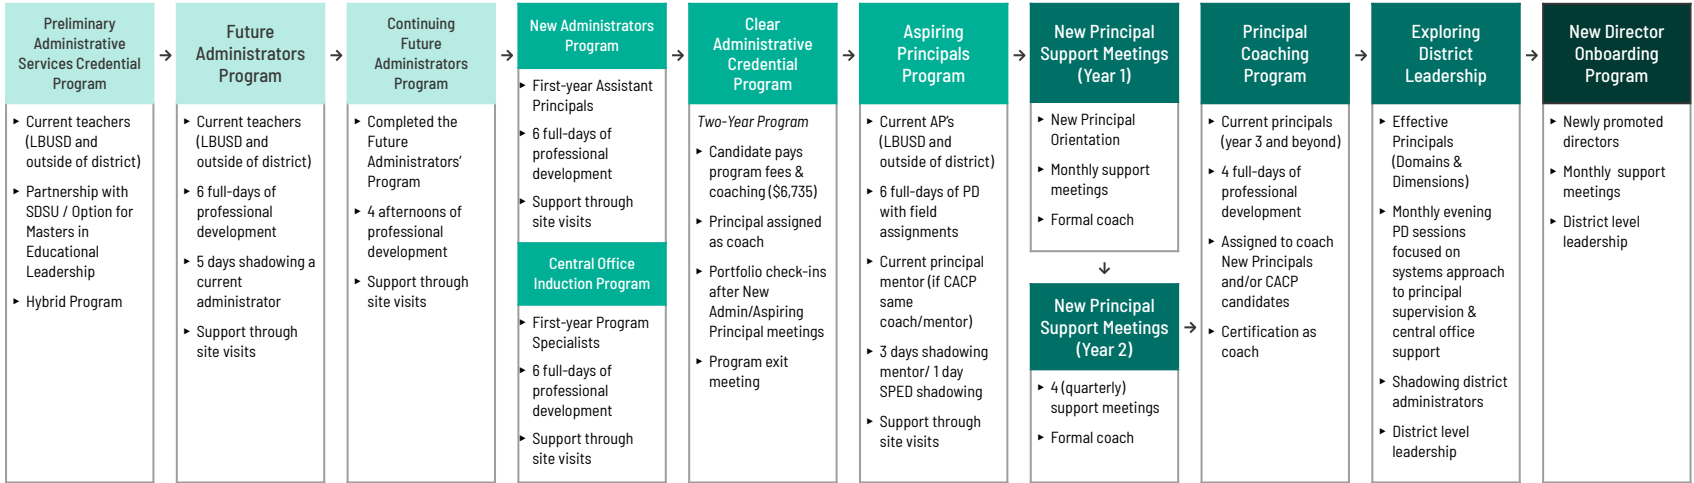 Preliminary
Administrative
Services Credential
Program
▸ Current teachers
(LBUSD and
outside of district)
▸ Partnership with
SDSU / Option for
Masters in
Educational
Leadership
▸ Hybrid Program
→
Future
Administrators
Program
▸ Current teachers
(LBUSD and
outside of district)
▸ 6 full-days of
professional
development
▸ 5 days shadowing a
current
administrator
▸ Support through
site visits
→
Continuing
Future
Administrators
Program
▸ Completed the
Future
Administrators'
Program
▸ 4 afternoons of
professional
development
▸ Support through
site visits
→
New Administrators
Program
▸ First-year Assistant
Principals
▸ 6 full-days of
professional
development
▸ Support through
site visits
Central Office
Induction Program
▸ First-year Program
Specialists
▸ 6 full-days of
professional
development
▸ Support through
site visits
→
Clear
Administrative
Credential
Program
Two-Year Program
▸ Candidate pays
program fees &
coaching ($6,735)
▸ Principal assigned
as coach
▸ Portfolio check-ins
after New
Admin/Aspiring
Principal meetings
▸ Program exit
meeting
→
Aspiring
Principals
Program
▸ Current AP's
(LBUSD and
outside of district)
▸ 6 full-days of PD
with field
assignments
▸ Current principal
mentor (if CACP
same
coach/mentor)
▸ 3 days shadowing
mentor/ 1 day
SPED shadowing
▸ Support through
site visits
→
New Principal
Support Meetings
(Year 1)
▸ New Principal
Orientation
▸ Monthly support
meetings
▸ Formal coach
↓
New Principal
Support Meetings
(Year 2)
▸ 4 (quarterly)
support meetings
▸ Formal coach
→
→
Principal
Coaching
Program
▸ Current principals
(year 3 and beyond)
▸ 4 full-days of
professional
development
▸ Assigned to coach
New Principals
and/or CACP
candidates
▸ Certification as
coach
→
Exploring
District
Leadership
▸ Effective
Principals
(Domains &
Dimensions)
▸ Monthly evening
PD sessions
focused on
systems approach
to principal
supervision &
central office
support
▸ Shadowing district
administrators
▸ District level
leadership
→
New Director
Onboarding
Program
▸ Newly promoted
directors
▸ Monthly support
meetings
▸ District level
leadership